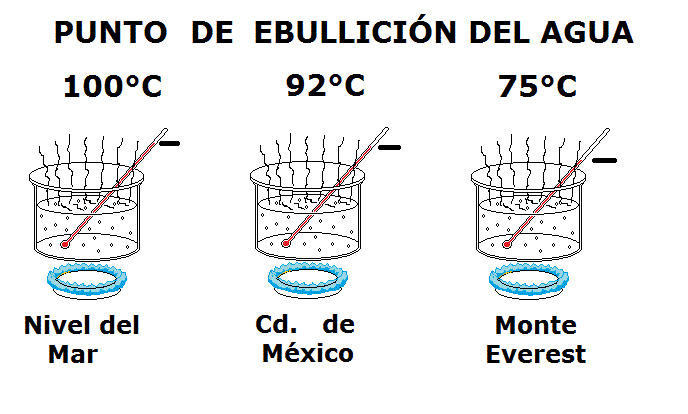 PUNTO DE EBULLICIÓN DEL AGUA
100°C 92°C 75°C
Nivel del Mar
Cd. de México
Monte Everest